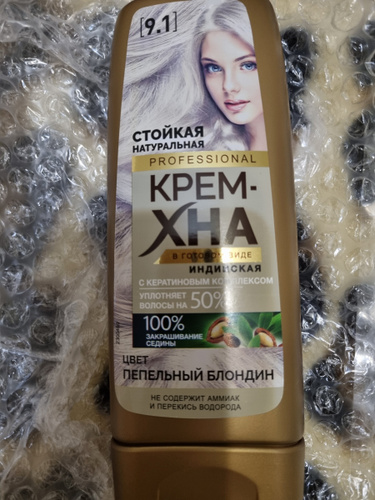 [9.1]
СТОЙКАЯ
НАТУРАЛЬНАЯ
PROFESSIONAL
КРЕМ-
ХНА
В ГОТОВОМ ВИДЕ
ИНДИЙСКАЯ
С КЕРАТИНОВЫМ КОМПЛЕКСОМ
УПЛОТНЯЕТ
ВОЛОСЫ НА 50%
100%
ЗАКРАШИВАНИЕ
СЕДИНЫ
ЦВЕТ
ПЕПЕЛЬНЫЙ БЛОНДИН
НЕ СОДЕРЖИТ АММИАК
И ПЕРЕКИСЬ ВОДОРОДА